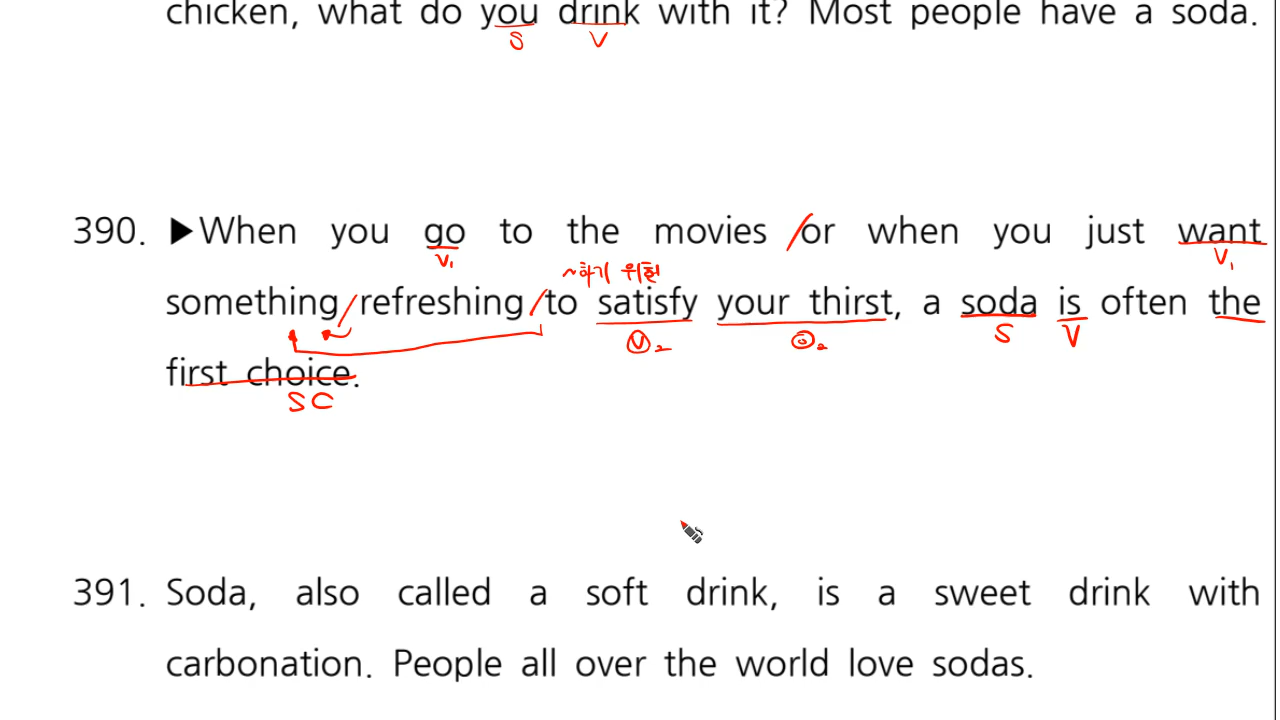 chicken, what do you drink with it? Most people have a soda.
S V
390. ▶When you go to the movies /or when you just want
V₁ ~하기 위한 V₁
something/refreshing/to satisfy your thirst, a soda is often the
Ⓥ₂ ⓞ₂ S V
first choice.
SC
391. Soda, also called a soft drink, is a sweet drink with
carbonation. People all over the world love sodas.